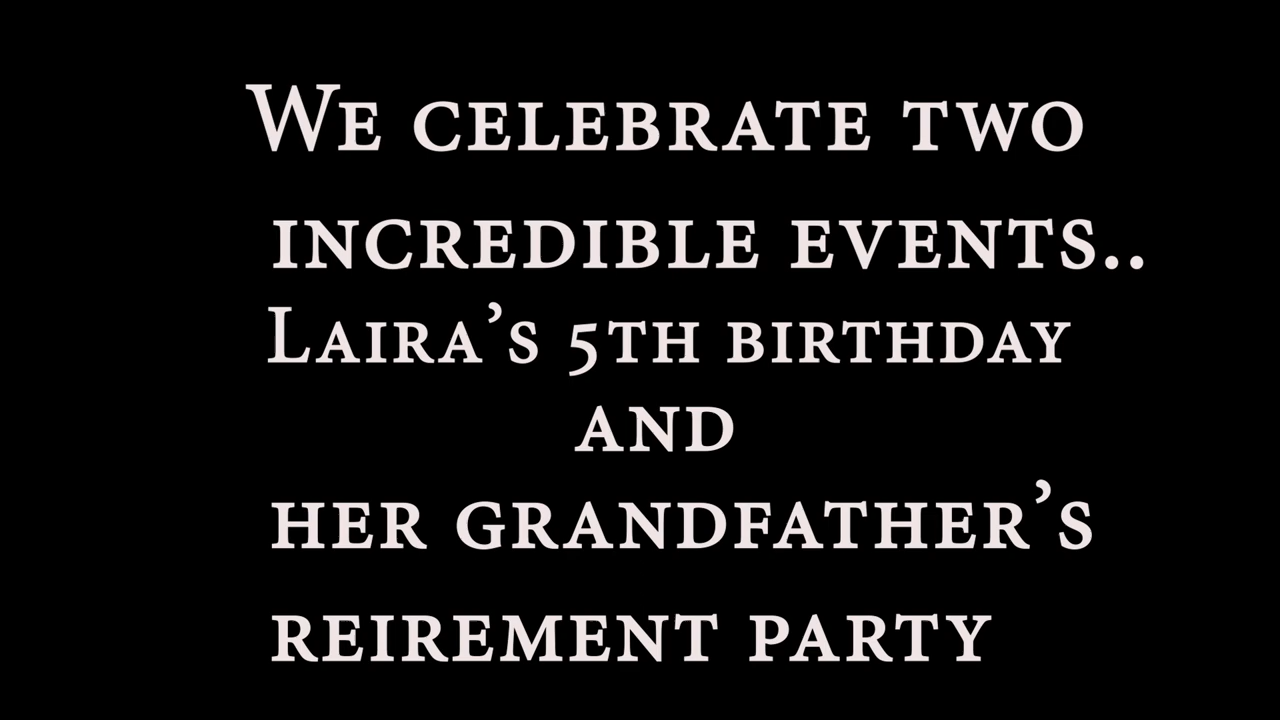 We celebrate two
incredible events..
Laira’s 5th birthday
and
her grandfather’s
reirement party